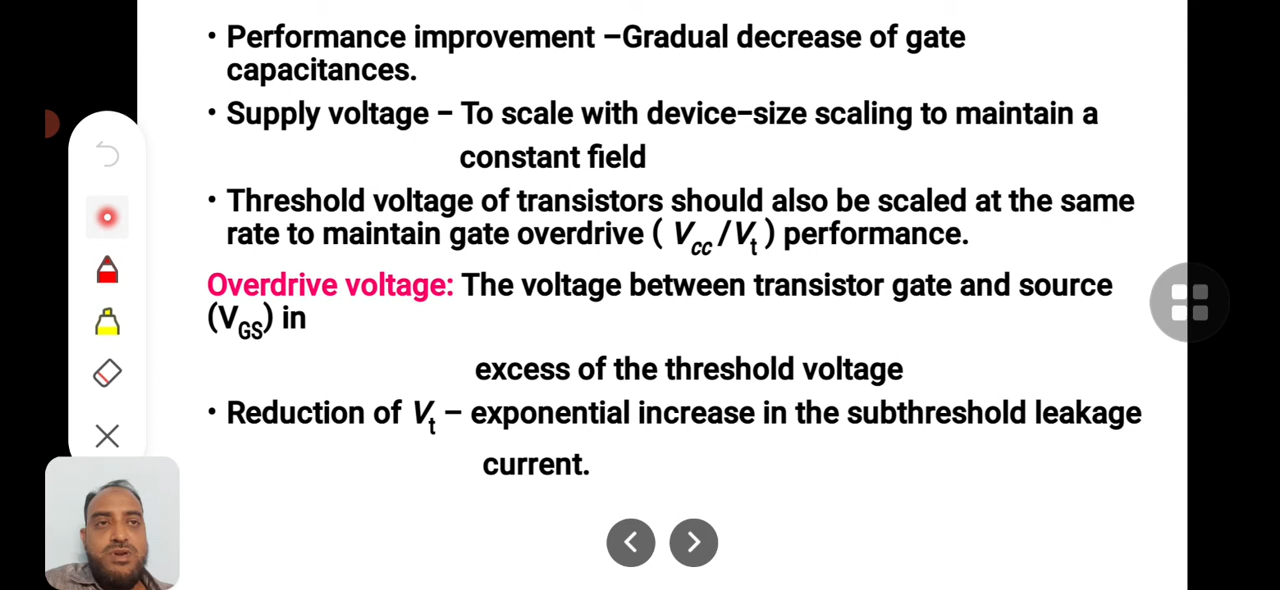 • Performance improvement –Gradual decrease of gate
capacitances.
• Supply voltage – To scale with device–size scaling to maintain a
constant field
• Threshold voltage of transistors should also be scaled at the same
rate to maintain gate overdrive ( Vcc / Vt ) performance.
Overdrive voltage: The voltage between transistor gate and source
(VGS) in
excess of the threshold voltage
• Reduction of Vt – exponential increase in the subthreshold leakage
current.